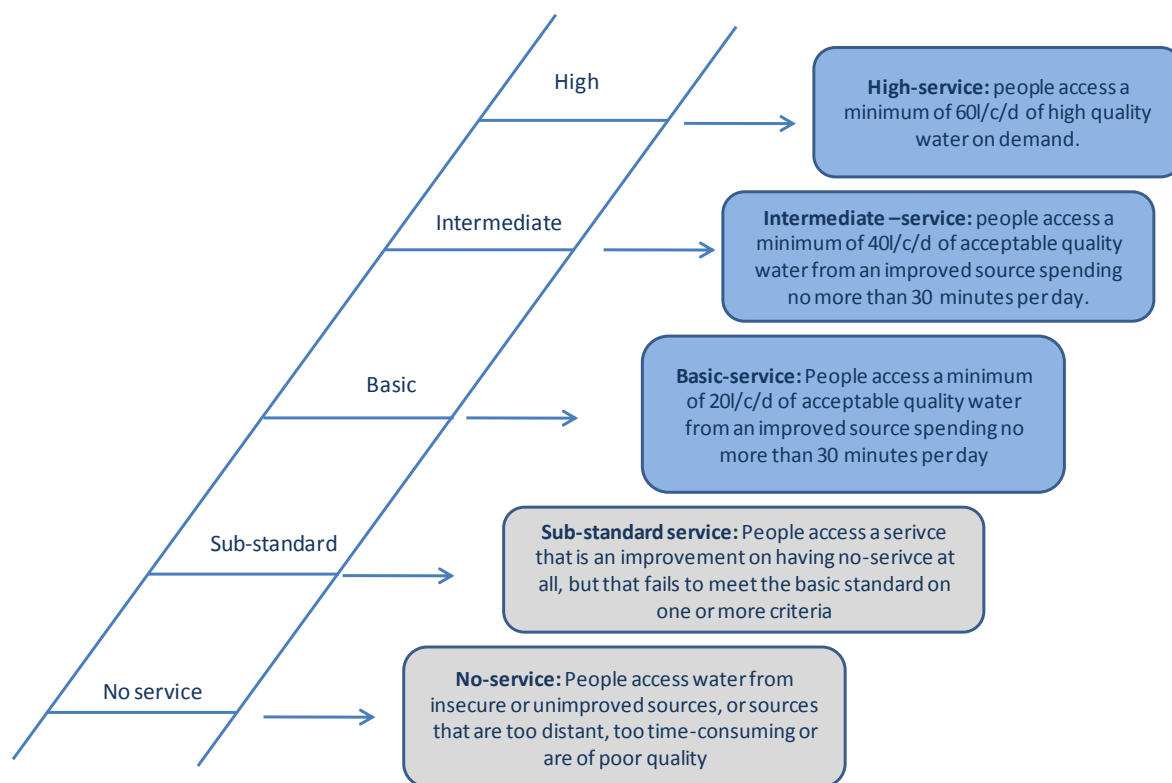 High
High-service: people access a
minimum of 60l/c/d of high quality
water on demand.
Intermediate
Intermediate –service: people access a
minimum of 40l/c/d of acceptable quality
water from an improved source spending
no more than 30 minutes per day.
Basic
Basic-service: People access a minimum
of 20l/c/d of acceptable quality water
from an improved source spending no
more than 30 minutes per day
Sub-standard
Sub-standard service: People access a serivce
that is an improvement on having no-serivce at
all, but that fails to meet the basic standard on
one or more criteria
No service
No-service: People access water from
insecure or unimproved sources, or sources
that are too distant, too time-consuming or
are of poor quality